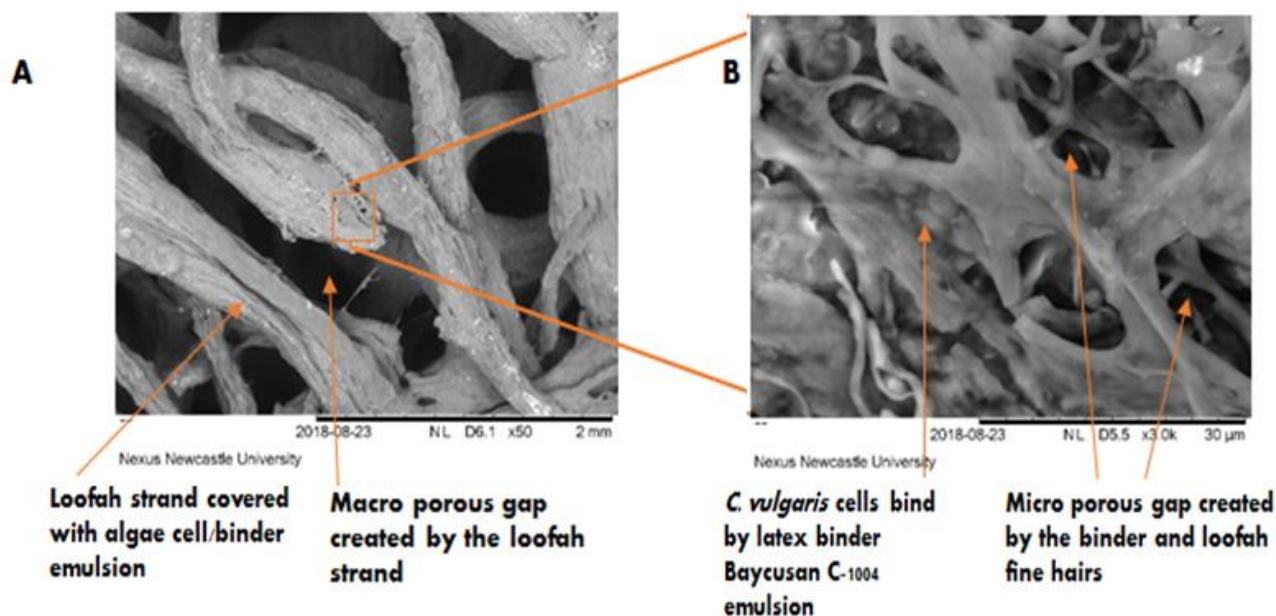 A
B
2018-08-23 NL D6.1 x50 2 mm
Nexus Newcastle University
2018-08-23 NL D5.5 x3.0k 30 µm
Nexus Newcastle University
Loofah strand covered
with algae cell/binder
emulsion
Macro porous gap
created by the loofah
strand
C. vulgaris cells bind
by latex binder
Baycusan C-1004
emulsion
Micro porous gap created
by the binder and loofah
fine hairs